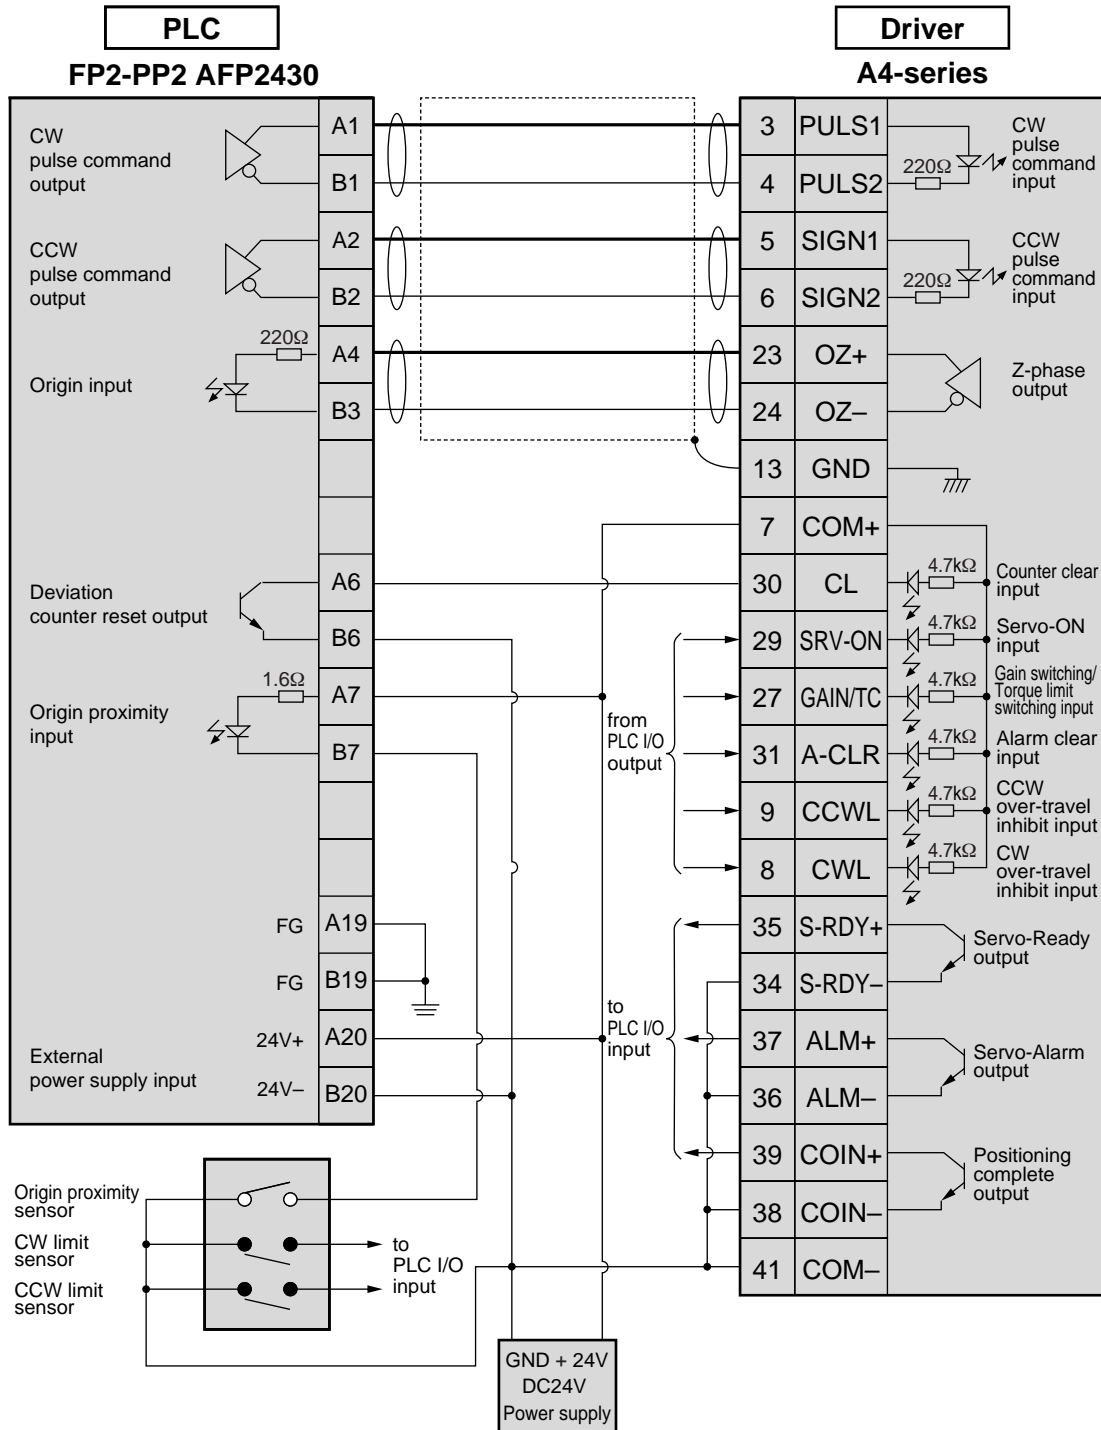 PLC
Driver
FP2-PP2 AFP2430
A4-series
CW
pulse command
output
A1
B1
3 PULS1
4 PULS2
220Ω
CW
pulse
command
input
CCW
pulse command
output
A2
B2
5 SIGN1
6 SIGN2
220Ω
CCW
pulse
command
input
Origin input
220Ω
A4
B3
23 OZ+
24 OZ–
Z-phase
output
13 GND
7 COM+
Deviation
counter reset output
A6
B6
30 CL
4.7kΩ
Counter clear
input
29 SRV-ON
4.7kΩ
Servo-ON
input
Origin proximity
input
1.6Ω
A7
B7
from
PLC I/O
output
27 GAIN/TC
4.7kΩ
Gain switching/
Torque limit
switching input
31 A-CLR
4.7kΩ
Alarm clear
input
9 CCWL
4.7kΩ
CCW
over-travel
inhibit input
8 CWL
4.7kΩ
CW
over-travel
inhibit input
FG A19
FG B19
35 S-RDY+
34 S-RDY–
Servo-Ready
output
External
power supply input
24V+ A20
24V– B20
to
PLC I/O
input
37 ALM+
36 ALM–
Servo-Alarm
output
39 COIN+
38 COIN–
Positioning
complete
output
41 COM–
Origin proximity
sensor
CW limit
sensor
CCW limit
sensor
to
PLC I/O
input
GND + 24V
DC24V
Power supply